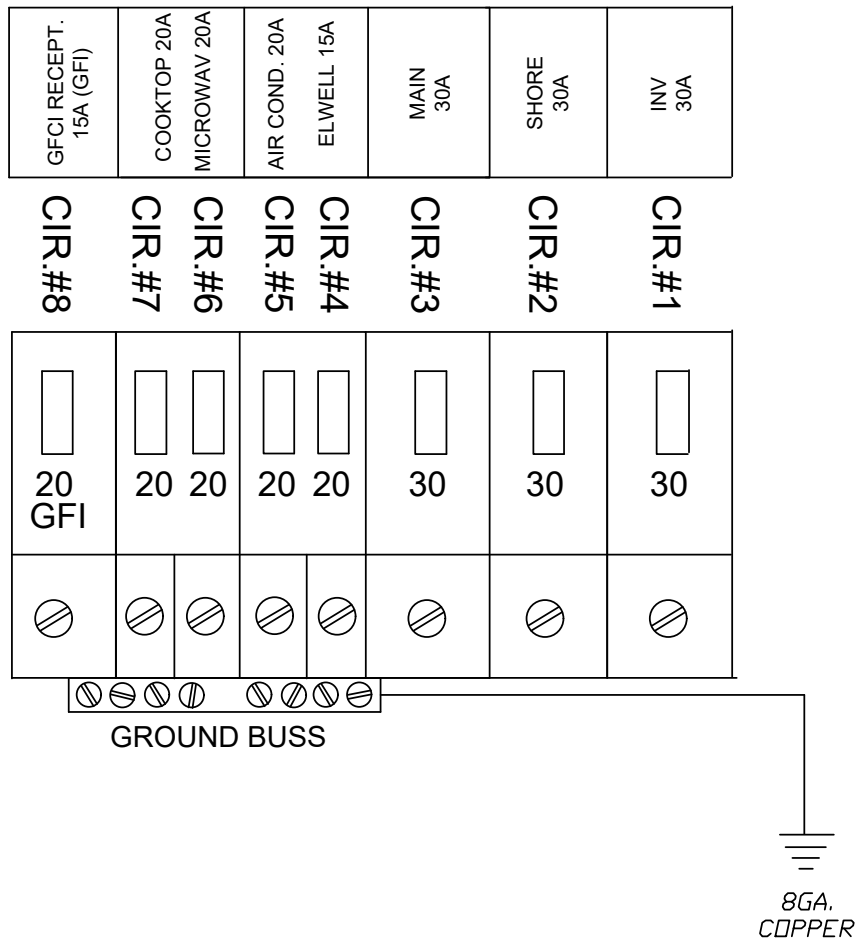 GFCI RECEPT.
15A (GFI)
COOKTOP 20A
MICROWAV 20A
AIR COND. 20A
ELWELL 15A
MAIN
30A
SHORE
30A
INV
30A
CIR.#8
CIR.#7
CIR.#6
CIR.#5
CIR.#4
CIR.#3
CIR.#2
CIR.#1
20
GFI
20
20
20
20
30
30
30
GROUND BUSS
8GA.
COPPER